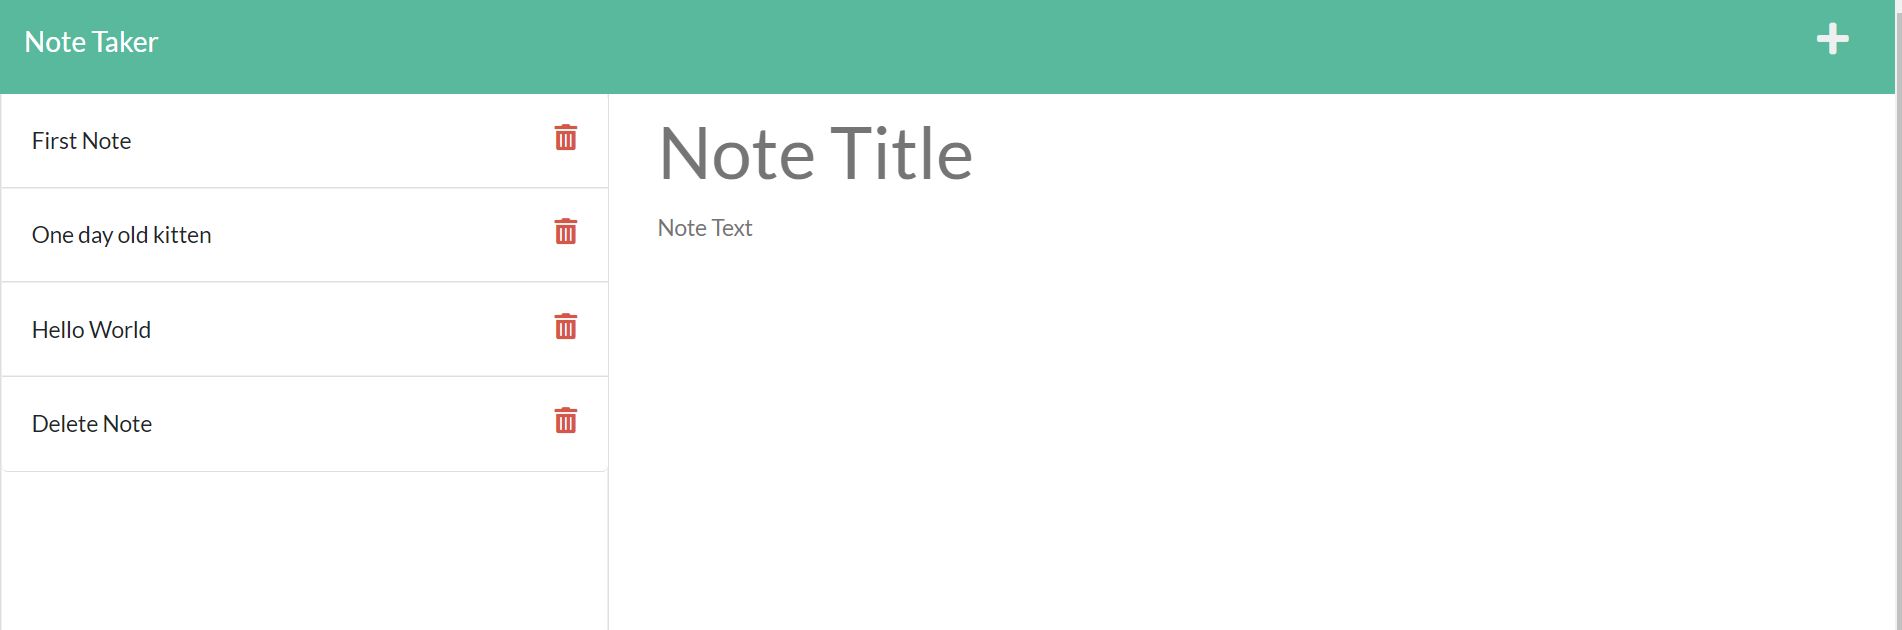 Note Taker
First Note
One day old kitten
Hello World
Delete Note
Note Title
Note Text